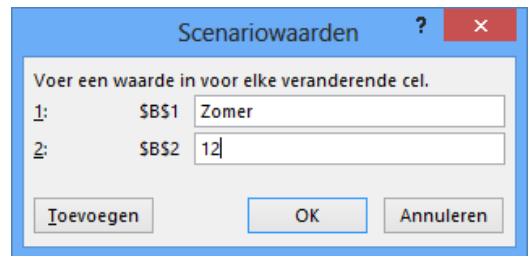 Scenariowaarden ? ×
Voer een waarde in voor elke veranderende cel.
1: $B$1 Zomer
2: $B$2 12
Toevoegen OK Annuleren